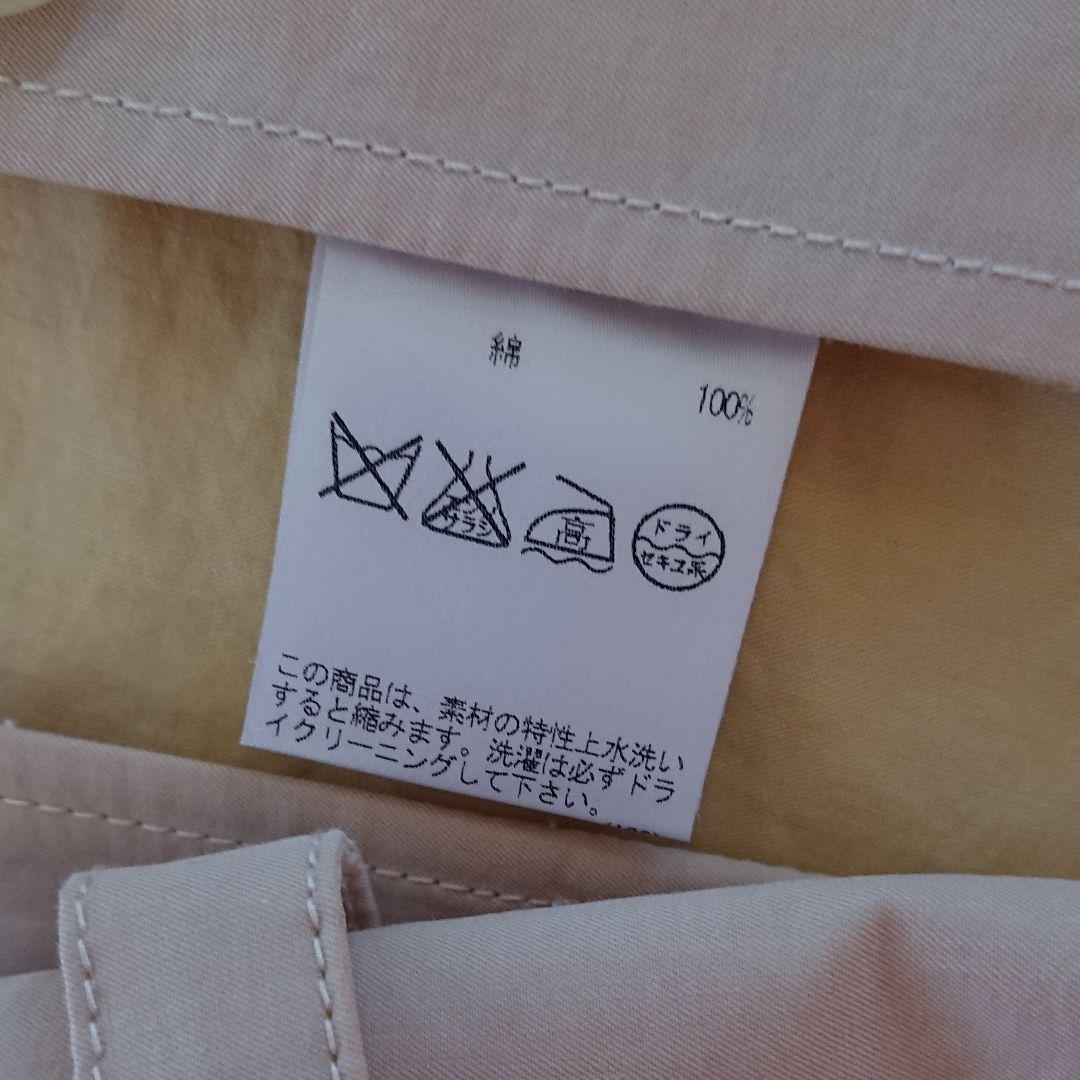 綿
100%
サラシ
高
ドライ
セキユ系
この商品は、素材の特性上水洗い
すると縮みます。洗濯は必ずドラ
イクリーニングして下さい。